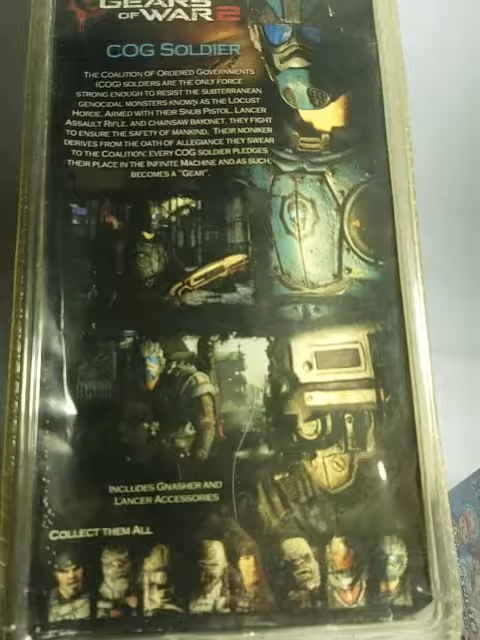 GEARS
OF WAR 2
COG SOLDIER
THE COALITION OF ORDERED GOVERNMENTS
(COG) SOLDIERS ARE THE ONLY FORCE
STRONG ENOUGH TO RESIST THE SUBTERRANEAN
GENOCIDAL MONSTERS KNOWN AS THE LOCUST
HORDE. ARMED WITH THEIR SNUB PISTOL, LANCER
ASSAULT RIFLE, AND CHAINSAW BAYONET, THEY FIGHT
TO ENSURE THE SAFETY OF MANKIND. THEIR MONIKER
DERIVES FROM THE OATH OF ALLEGIANCE THEY SWEAR
TO THE COALITION: EVERY COG SOLDIER PLEDGES
THEIR PLACE IN THE INFINITE MACHINE AND AS SUCH,
BECOMES A "GEAR".
INCLUDES GNASHER AND
LANCER ACCESSORIES
COLLECT THEM ALL